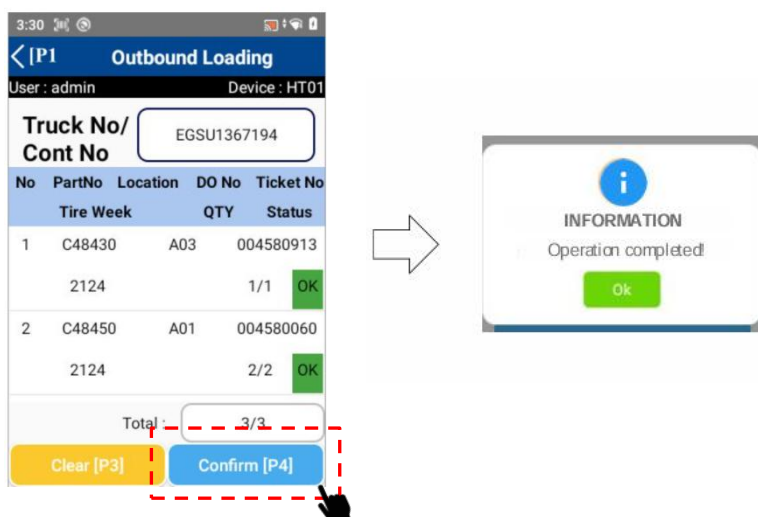 3:30
[P1 Outbound Loading
User : admin Device : HT01
Truck No/
Cont No
EGSU1367194
No PartNo Location DO No Ticket No
Tire Week QTY Status
1 C48430 A03 004580913
2124 1/1 OK
2 C48450 A01 004580060
2124 2/2 OK
Total : 3/3
Clear [P3] Confirm [P4]
INFORMATION
Operation completed!
Ok